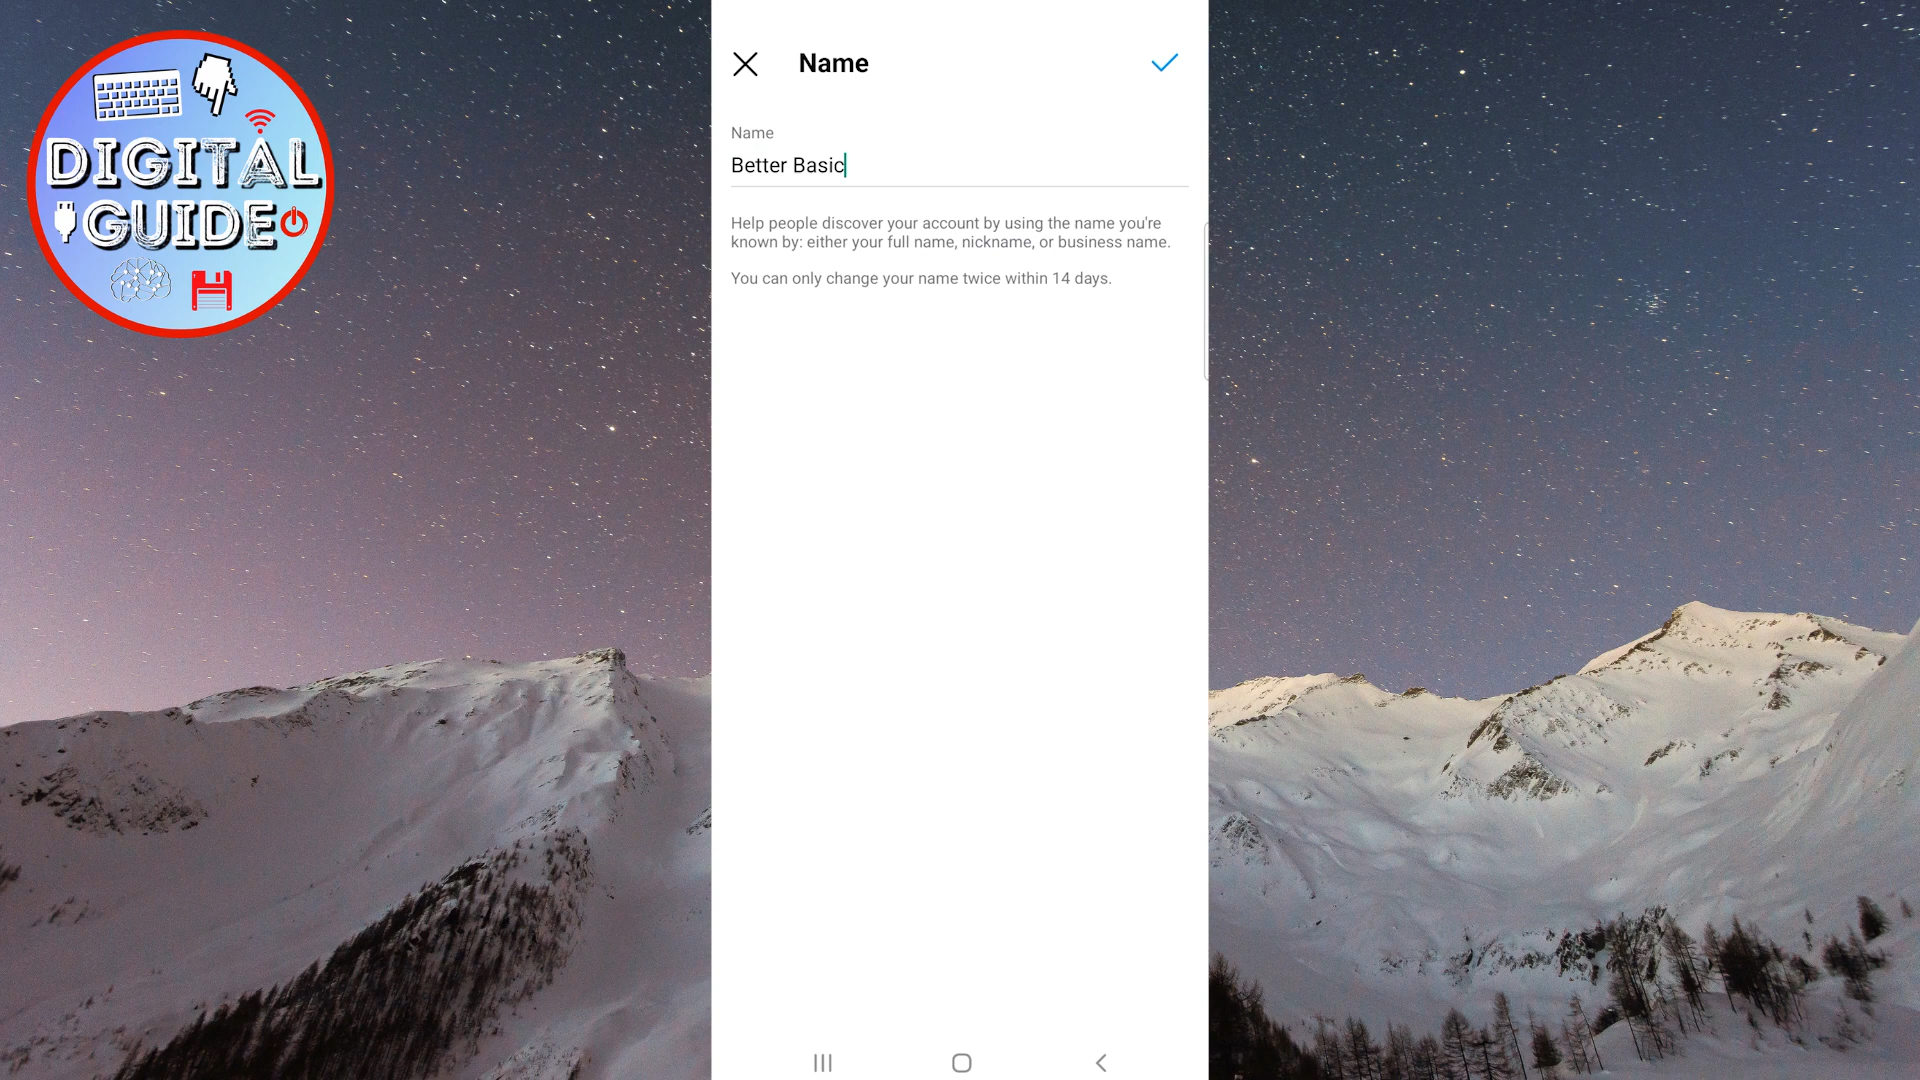 DIGITAL
GUIDE
Name
Name
Better Basic
Help people discover your account by using the name you're
known by: either your full name, nickname, or business name.
You can only change your name twice within 14 days.